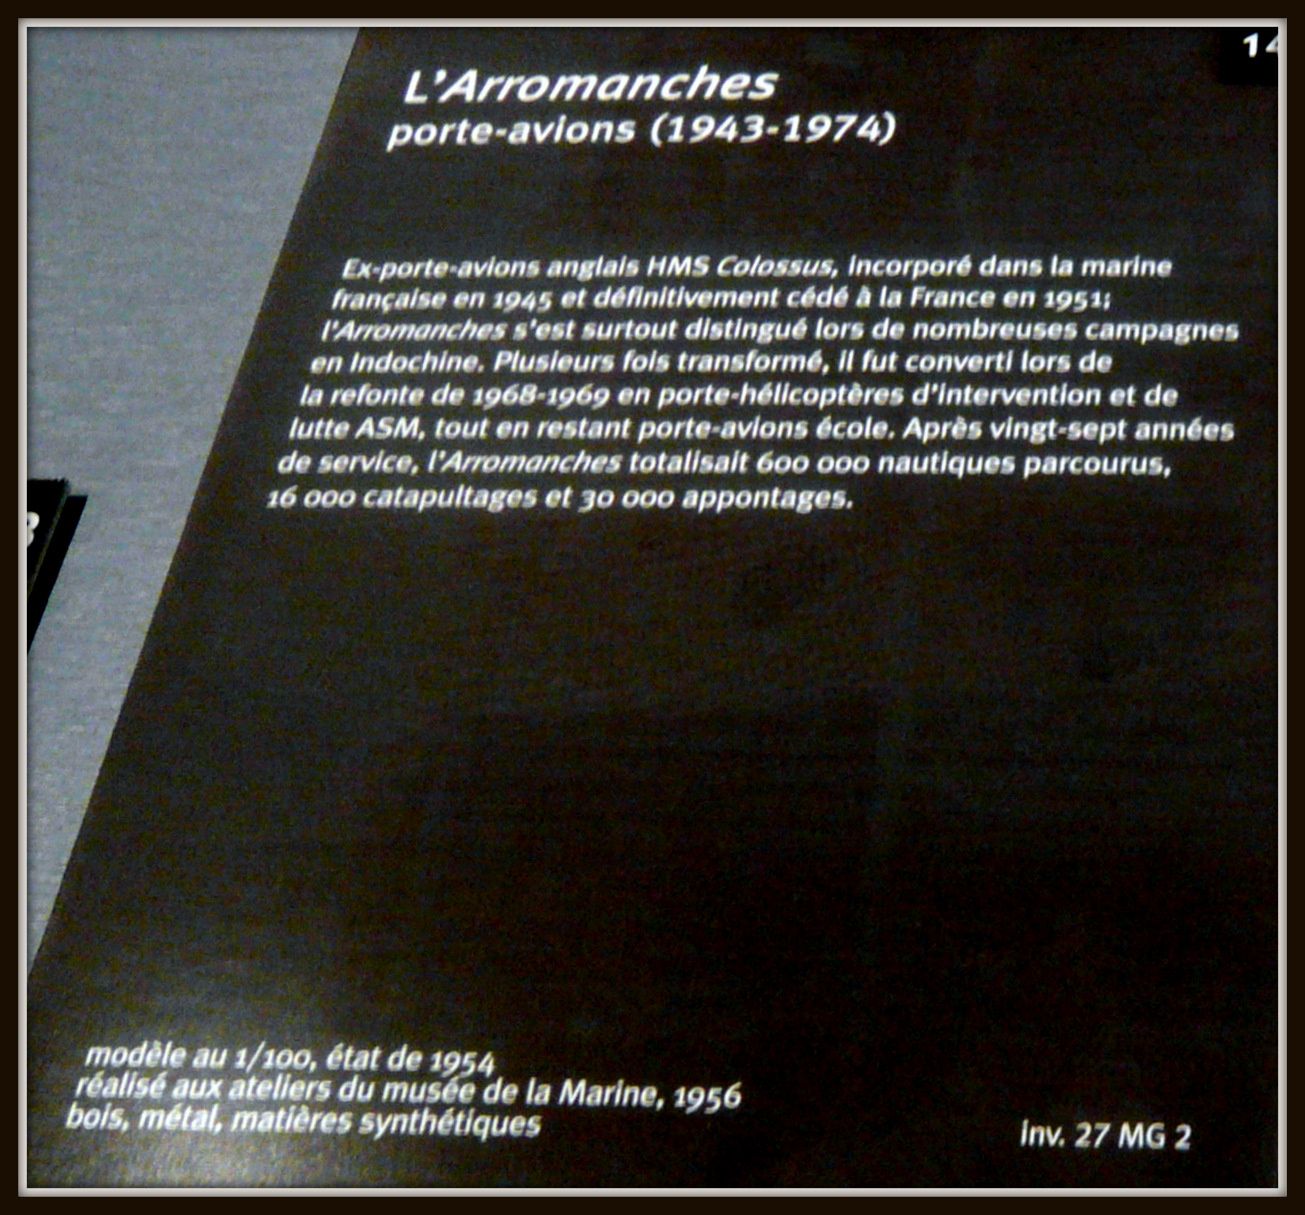 14
L'Arromanches
porte-avions (1943-1974)
Ex-porte-avions anglais HMS Colossus, incorporé dans la marine
française en 1945 et définitivement cédé à la France en 1951;
l'Arromanches s'est surtout distingué lors de nombreuses campagnes
en Indochine. Plusieurs fois transformé, il fut converti lors de
la refonte de 1968-1969 en porte-hélicoptères d'intervention et de
lutte ASM, tout en restant porte-avions école. Après vingt-sept années
de service, l'Arromanches totalisait 600 000 nautiques parcourus,
16 000 catapultages et 30 000 appontages.
modèle au 1/100, état de 1954
réalisé aux ateliers du musée de la Marine, 1956
bois, métal, matières synthétiques
inv. 27 MG 2